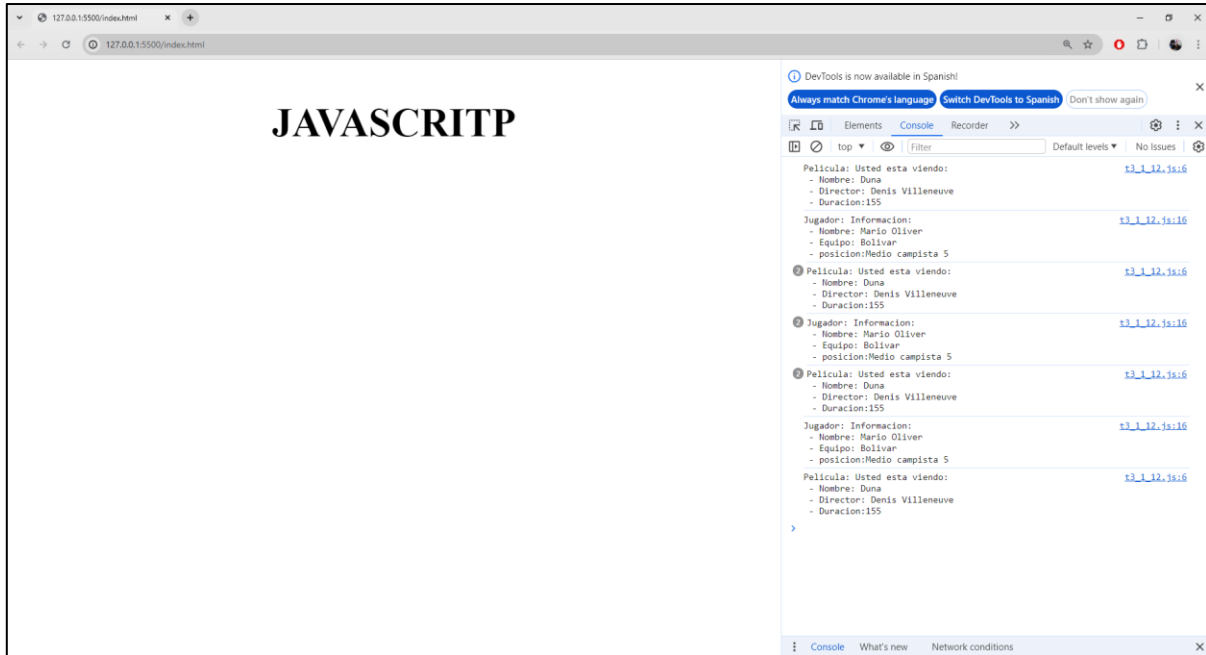 127.0.0.1:5500/index.html
127.0.0.1:5500/index.html
JAVASCRITP
DevTools is now available in Spanish!
Always match Chrome's language Switch DevTools to Spanish Don't show again
Elements Console Recorder
top Filter Default levels No Issues
Pelicula: Usted esta viendo: t3_1_12.js:6
- Nombre: Duna
- Director: Denis Villeneuve
- Duracion:155
Jugador: Informacion: t3_1_12.js:16
- Nombre: Mario Oliver
- Equipo: Bolivar
- posicion:Medio campista 5
2 Pelicula: Usted esta viendo: t3_1_12.js:6
- Nombre: Duna
- Director: Denis Villeneuve
- Duracion:155
2 Jugador: Informacion: t3_1_12.js:16
- Nombre: Mario Oliver
- Equipo: Bolivar
- posicion:Medio campista 5
2 Pelicula: Usted esta viendo: t3_1_12.js:6
- Nombre: Duna
- Director: Denis Villeneuve
- Duracion:155
Jugador: Informacion: t3_1_12.js:16
- Nombre: Mario Oliver
- Equipo: Bolivar
- posicion:Medio campista 5
Pelicula: Usted esta viendo: t3_1_12.js:6
- Nombre: Duna
- Director: Denis Villeneuve
- Duracion:155
Console What's new Network conditions